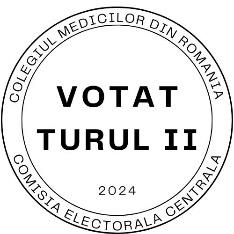 COLEGIUL MEDICILOR DIN ROMANIA
VOTAT
TURUL II
2024
COMISIA ELECTORALA CENTRALA